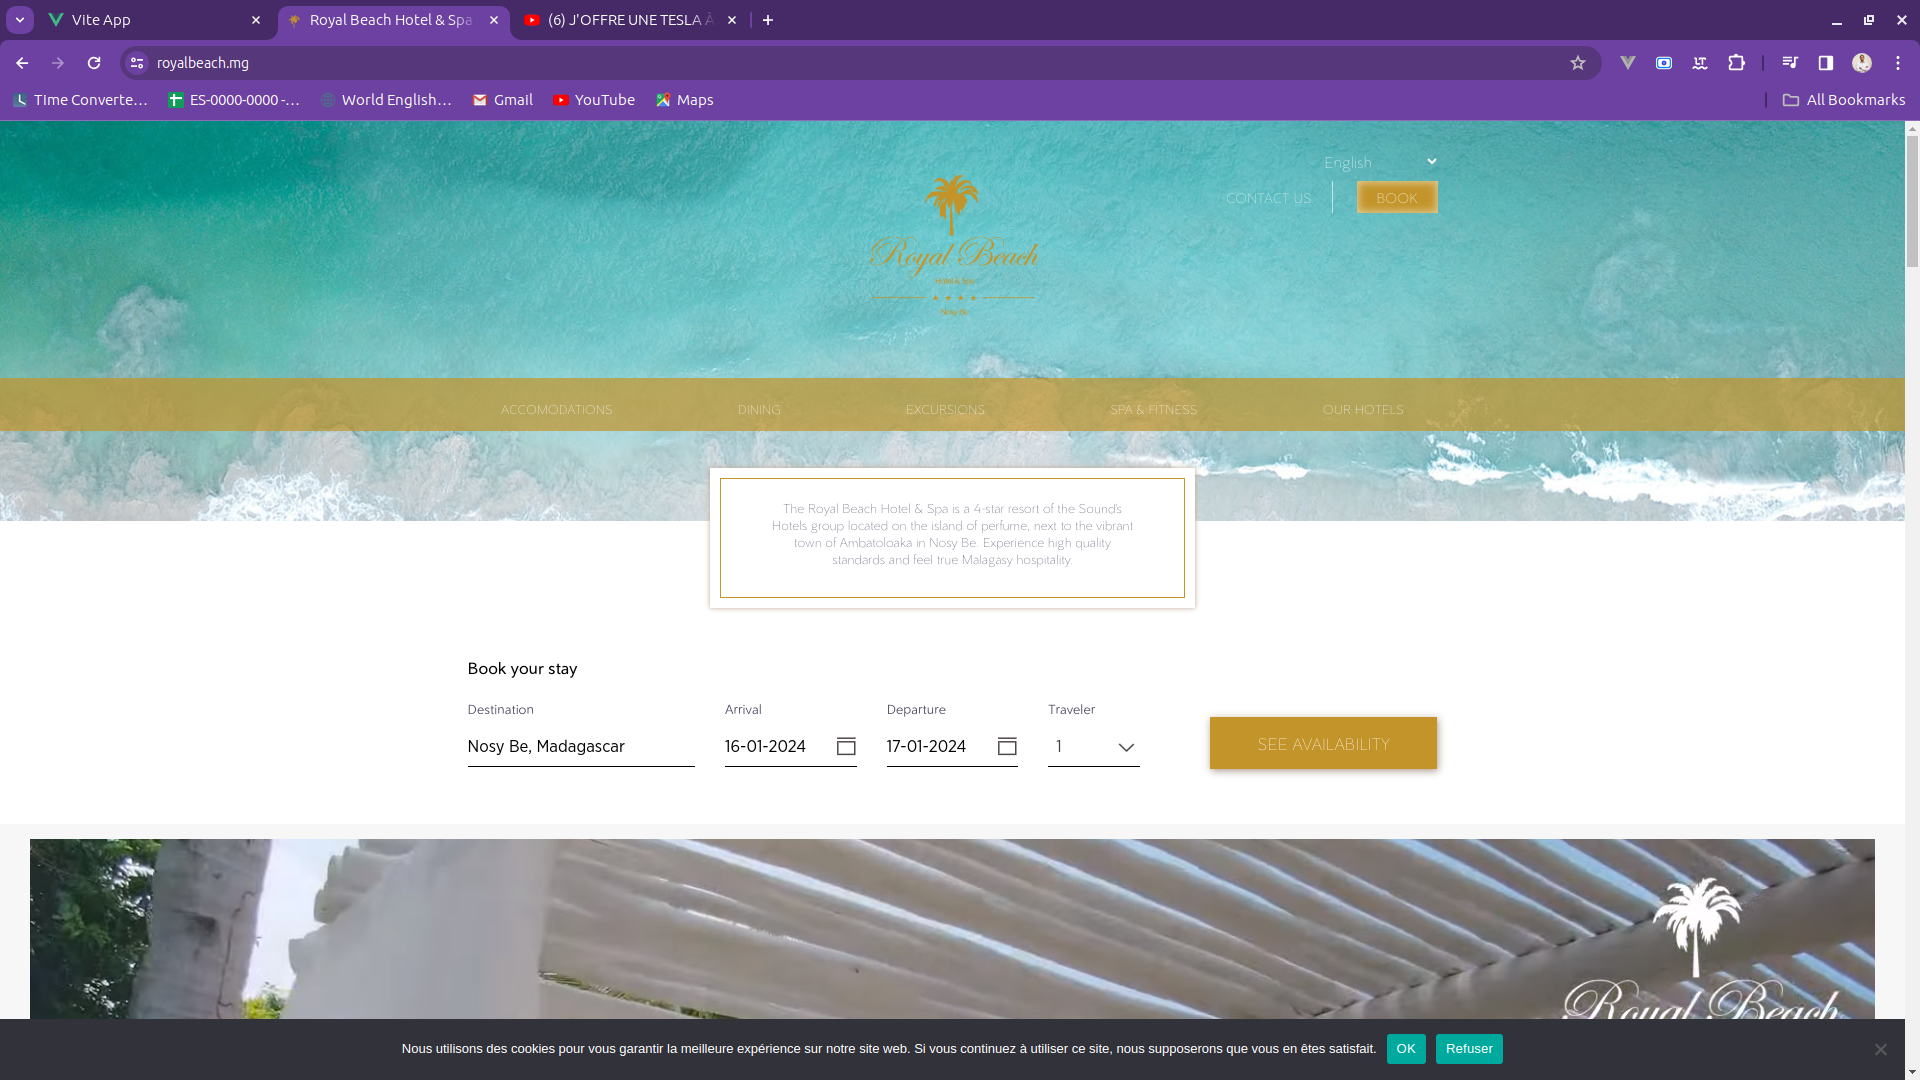 Vite App
Royal Beach Hotel & Spa
(6) J'OFFRE UNE TESLA À
royalbeach.mg
Time Converte...
ES-0000-0000 -...
World English...
Gmail
YouTube
Maps
All Bookmarks
English
CONTACT US
BOOK
Royal Beach
Hotel & Spa
Nosy Be
ACCOMODATIONS
DINING
EXCURSIONS
SPA & FITNESS
OUR HOTELS
The Royal Beach Hotel & Spa is a 4-star resort of the Sound's
Hotels group located on the island of perfume, next to the vibrant
town of Ambatoloaka in Nosy Be. Experience high quality
standards and feel true Malagasy hospitality.
Book your stay
Destination
Arrival
Departure
Traveler
Nosy Be, Madagascar
16-01-2024
17-01-2024
1
SEE AVAILABILITY
Royal Beach
Nous utilisons des cookies pour vous garantir la meilleure expérience sur notre site web. Si vous continuez à utiliser ce site, nous supposerons que vous en êtes satisfait.
OK
Refuser